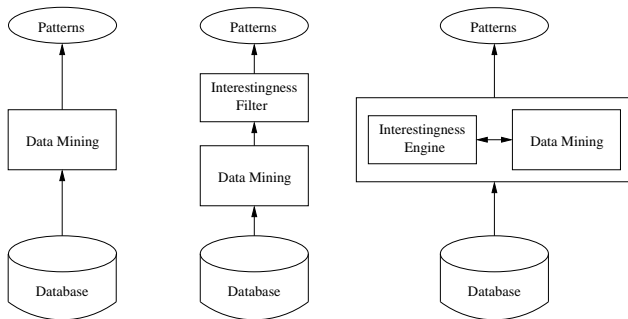 Patterns
Data Mining
Database
Patterns
Interestingness
Filter
Data Mining
Database
Patterns
Interestingness
Engine
Data Mining
Database